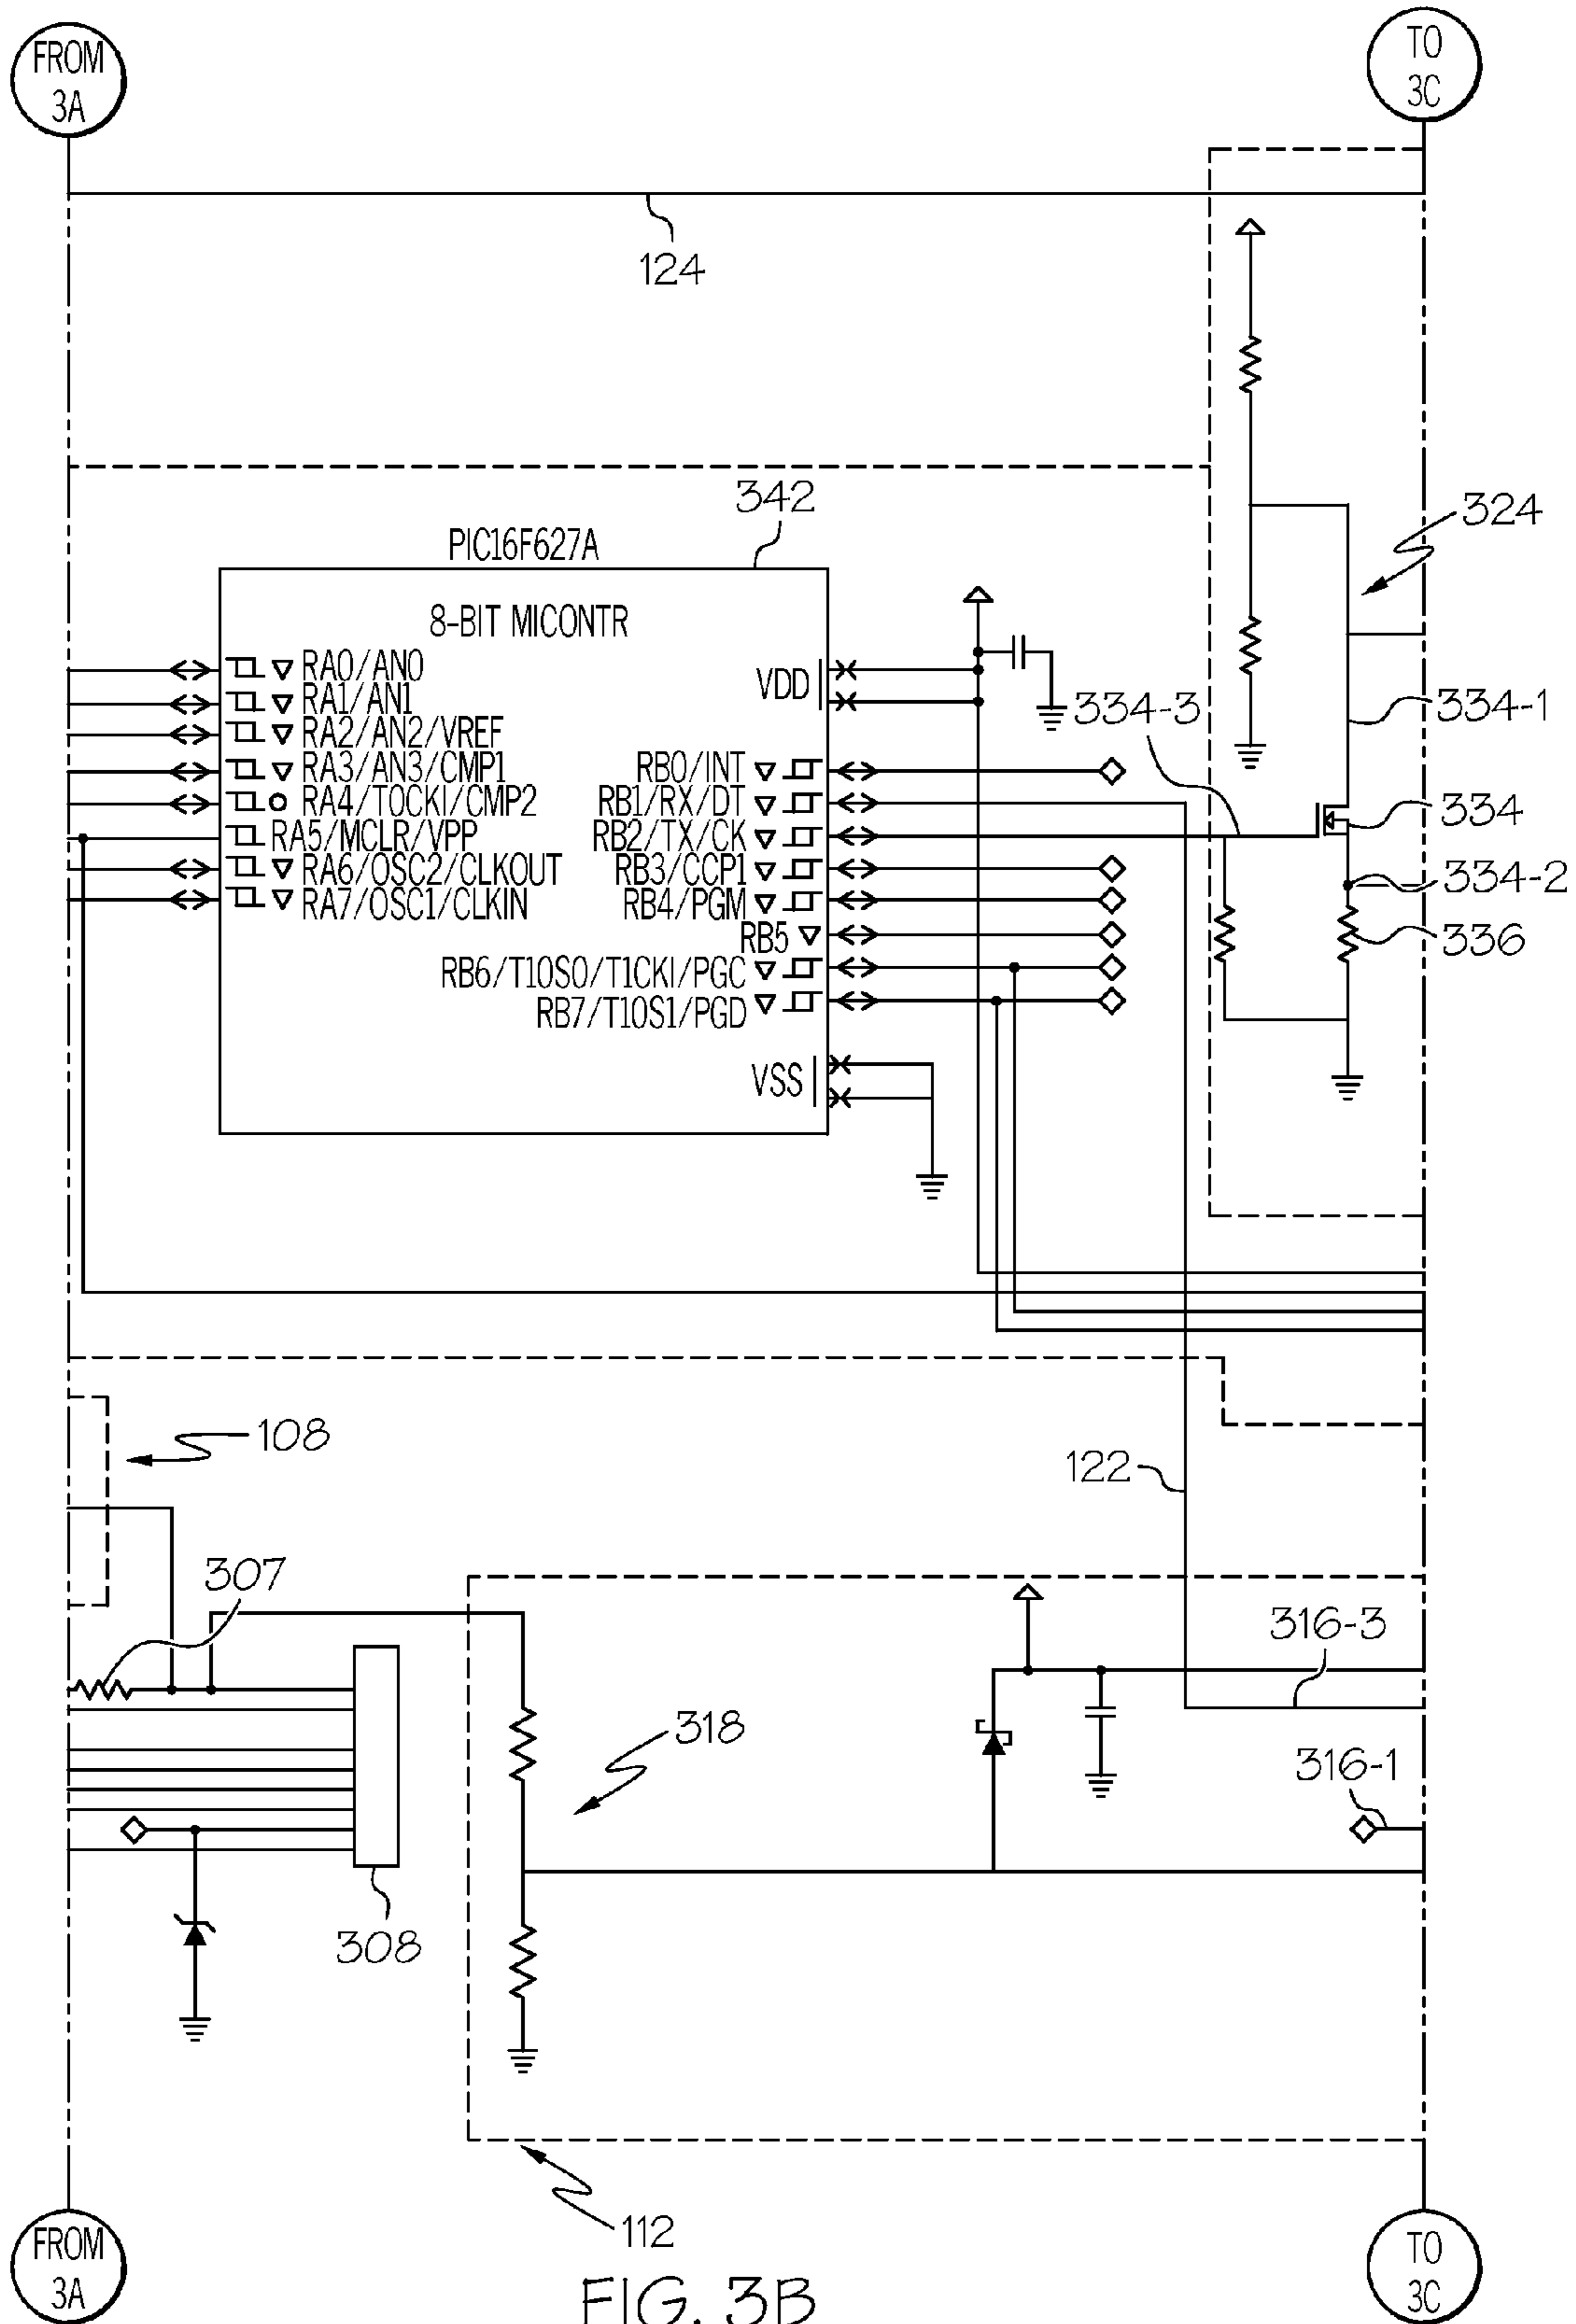 FROM
3A
TO
3C
124
342
324
PIC16F627A
8-BIT MICONTR
RA0/AN0
RA1/AN1
RA2/AN2/VREF
RA3/AN3/CMP1
RA4/TOCKI/CMP2
RA5/MCLR/VPP
RA6/OSC2/CLKOUT
RA7/OSC1/CLKIN
VDD
RB0/INT
RB1/RX/DT
RB2/TX/CK
RB3/CCP1
RB4/PGM
RB5
RB6/T1OSO/T1CKI/PGC
RB7/T1OS1/PGD
VSS
334-3
334-1
334
334-2
336
108
122
307
316-3
318
316-1
308
112
FROM
3A
TO
3C
FIG. 3B